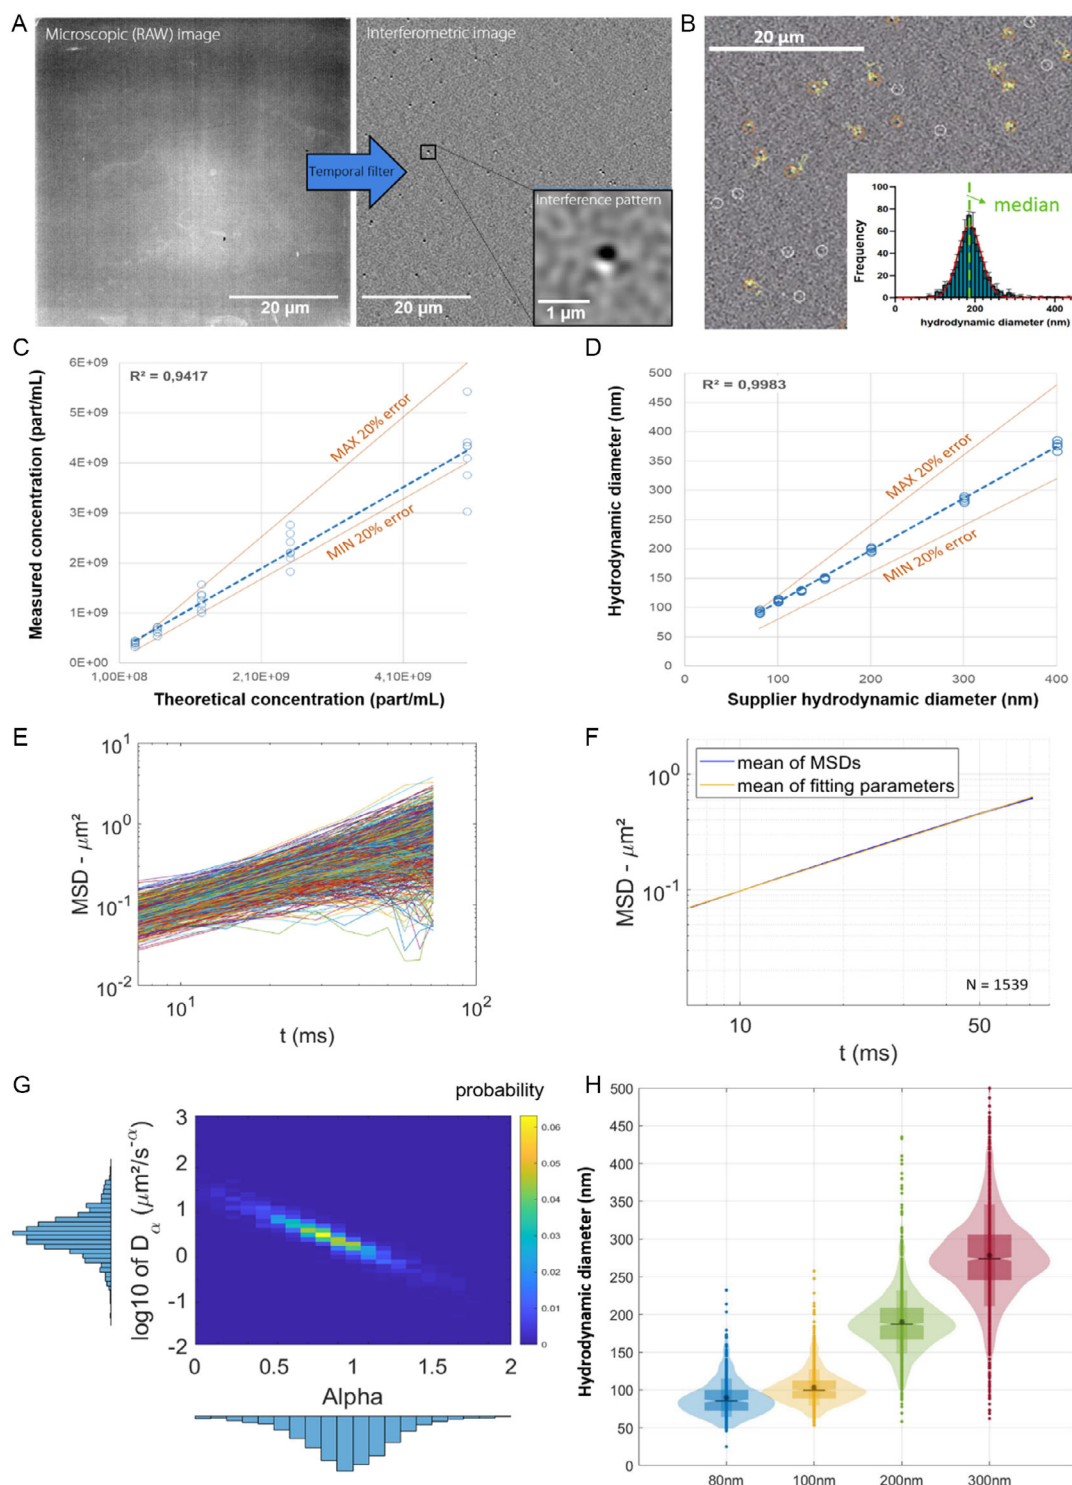 A
Microscopic (RAW) image
Interferometric image
Temporal filter
Interference pattern
20 µm
20 µm
1 µm
B
20 µm
median
Frequency
100
80
60
40
20
0
0
200
400
hydrodynamic diameter (nm)
C
R² = 0,9417
MAX 20% error
MIN 20% error
Measured concentration (part/mL)
6E+09
5E+09
4E+09
3E+09
2E+09
1E+09
0E+00
1,00E+08
2,10E+09
4,10E+09
Theoretical concentration (part/mL)
D
R² = 0,9983
MAX 20% error
MIN 20% error
Hydrodynamic diameter (nm)
500
450
400
350
300
250
200
150
100
50
0
0
100
200
300
400
Supplier hydrodynamic diameter (nm)
E
MSD - µm²
10¹
10⁰
10⁻¹
10⁻²
10¹
10²
t (ms)
F
mean of MSDs
mean of fitting parameters
MSD - µm²
10⁰
10⁻¹
N = 1539
10
50
t (ms)
G
probability
log10 of D_α (µm²/s^-α)
3
2
1
0
-1
-2
0
0.5
1
1.5
2
Alpha
0.06
0.05
0.04
0.03
0.02
0.01
0
H
Hydrodynamic diameter (nm)
500
450
400
350
300
250
200
150
100
50
0
80nm
100nm
200nm
300nm